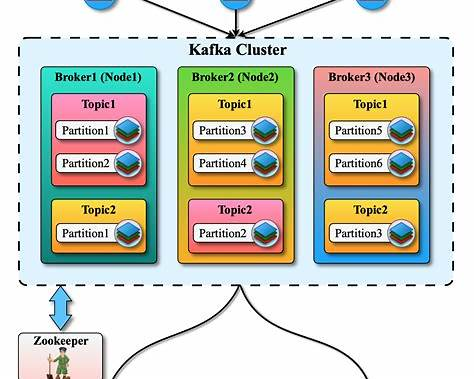 Kafka Cluster
Broker1 (Node1)
Topic1
Partition1
Partition2
Topic2
Partition1
Broker2 (Node2)
Topic1
Partition3
Partition4
Topic2
Partition2
Broker3 (Node3)
Topic1
Partition5
Partition6
Topic2
Partition3
Zookeeper